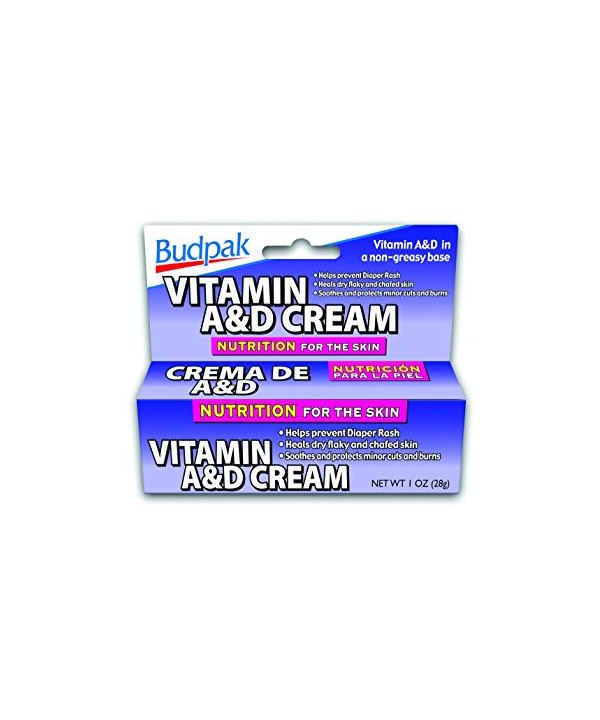 Budpak
Vitamin A&D in
a non-greasy base
• Helps prevent Diaper Rash
• Heals dry flaky and chafed skin
• Soothes and protects minor cuts and burns
VITAMIN
A&D CREAM
NUTRITION FOR THE SKIN
CREMA DE
A&D
NUTRICIÓN
PARA LA PIEL
NUTRITION FOR THE SKIN
• Helps prevent Diaper Rash
• Heals dry flaky and chafed skin
• Soothes and protects minor cuts and burns
VITAMIN
A&D CREAM
NET WT 1 OZ (28g)